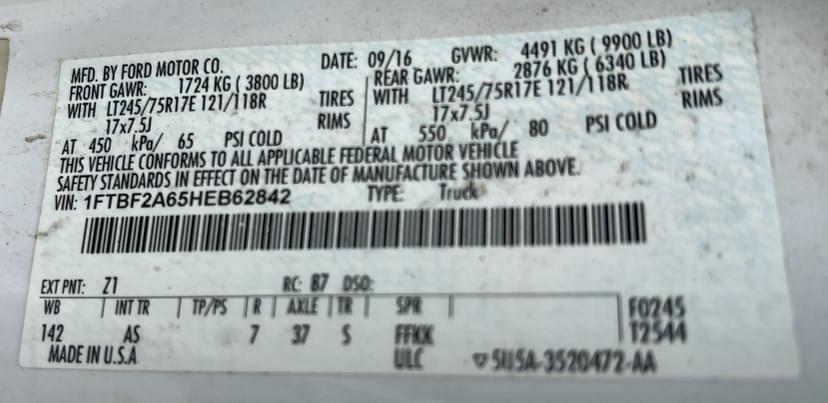 MFD. BY FORD MOTOR CO. DATE: 09/16 GVWR: 4491 KG ( 9900 LB)
FRONT GAWR: 1724 KG ( 3800 LB) REAR GAWR: 2876 KG ( 6340 LB)
WITH LT245/75R17E 121/118R TIRES WITH LT245/75R17E 121/118R TIRES
17x7.5J RIMS 17x7.5J RIMS
AT 450 kPa/ 65 PSI COLD AT 550 kPa/ 80 PSI COLD
THIS VEHICLE CONFORMS TO ALL APPLICABLE FEDERAL MOTOR VEHICLE
SAFETY STANDARDS IN EFFECT ON THE DATE OF MANUFACTURE SHOWN ABOVE.
VIN: 1FTBF2A65HEB62842 TYPE: Truck
EXT PNT: Z1 RC: 87 DSO:
WB INT TR TP/PS R AXLE TR SPR F0245
142 AS 7 37 S FFKK T2544
MADE IN U.S.A ULC ▽5U5A-3520472-AA